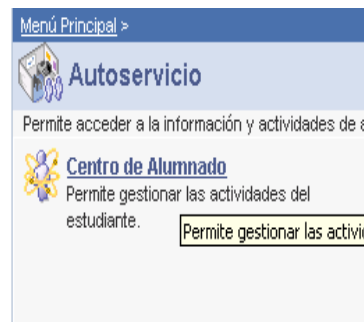 Menú Principal >
Autoservicio
Permite acceder a la información y actividades de
Centro de Alumnado
Permite gestionar las actividades del
estudiante.
Permite gestionar las